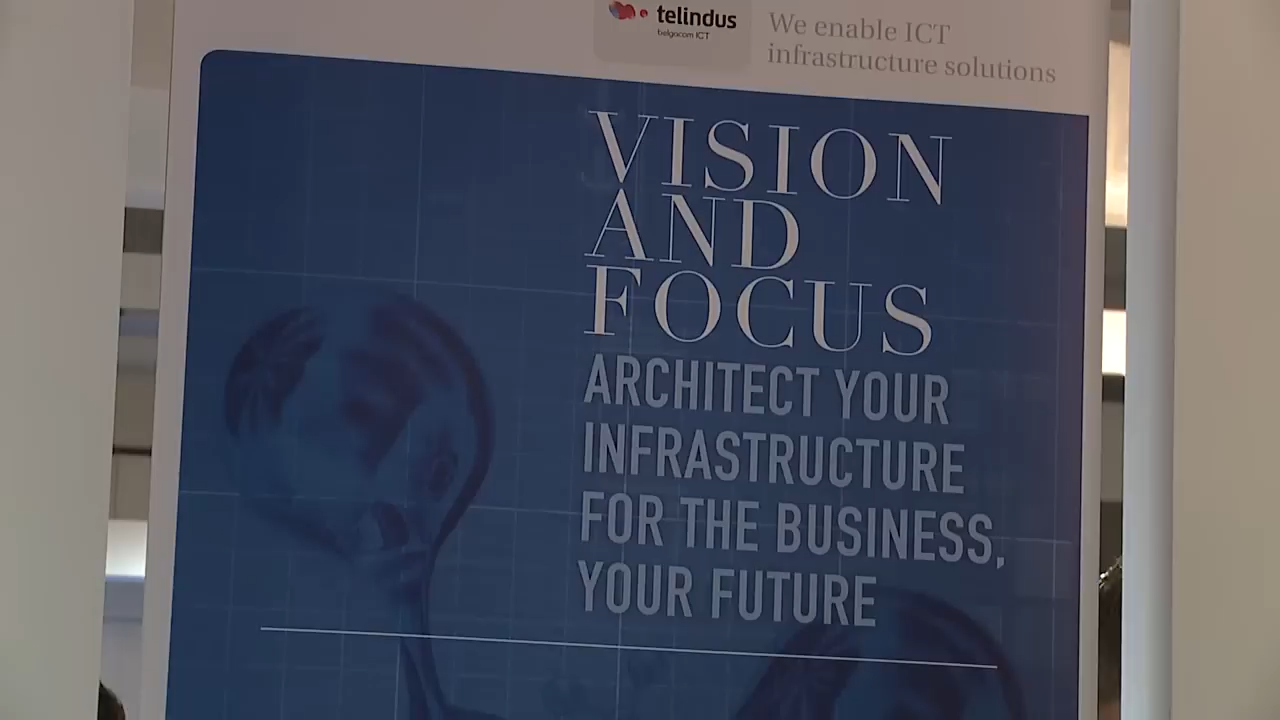 telindus
belgacom ICT
We enable ICT
infrastructure solutions
VISION
AND
FOCUS
ARCHITECT YOUR
INFRASTRUCTURE
FOR THE BUSINESS,
YOUR FUTURE